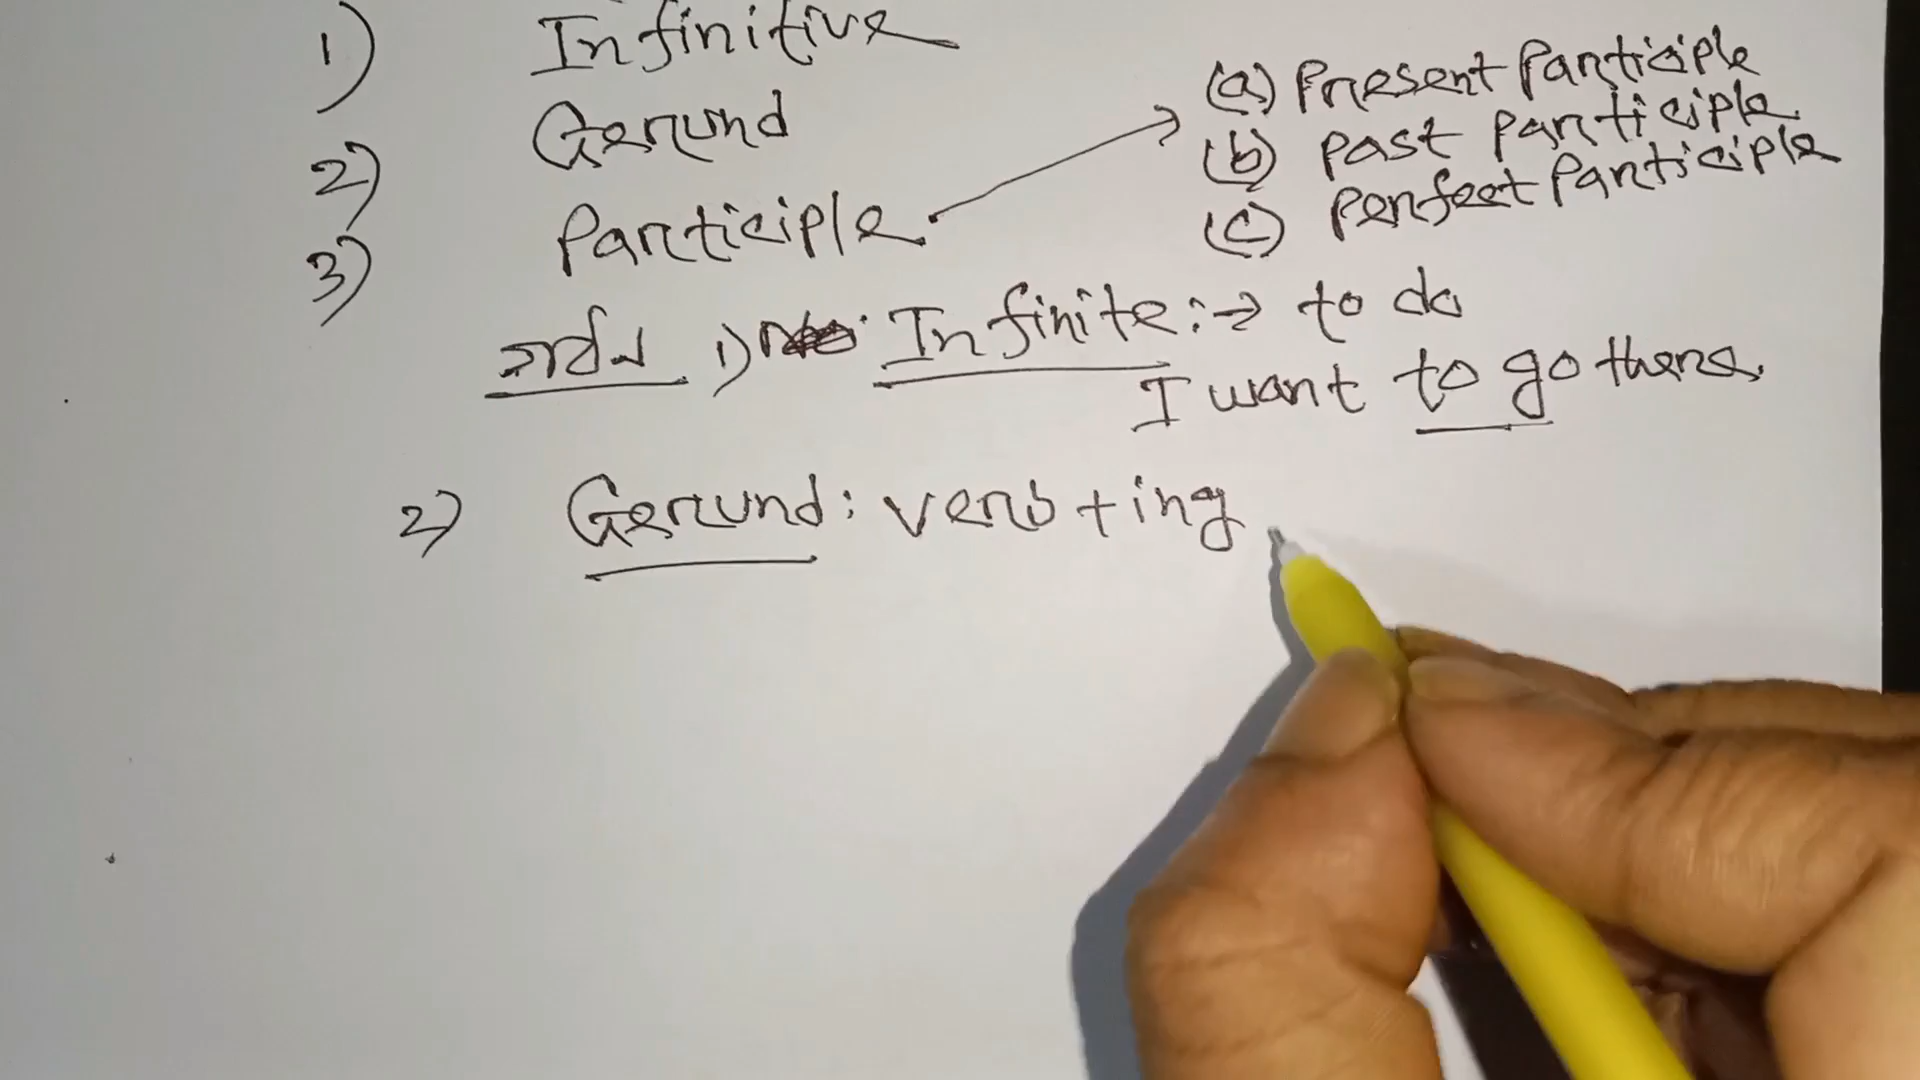 1) Infinitive
2) Gerund
3) Participle
(a) Present Participle
(b) Past Participle
(c) Perfect Participle
গঠন 1) Infinite :→ to do
I want to go there.
2) Gerund : verb + ing